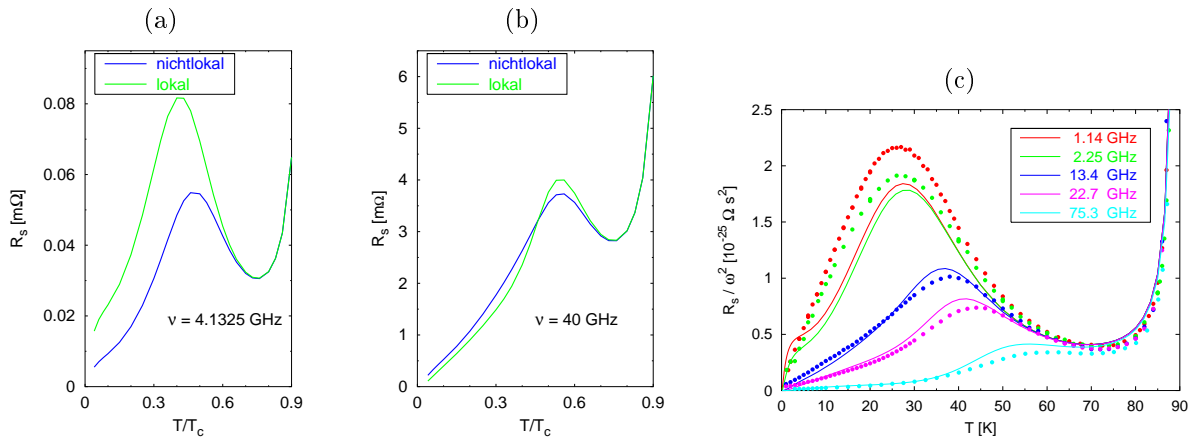 (a)
nichtlokal
lokal
0.08
0.06
0.04
0.02
0
R_s [mΩ]
ν = 4.1325 GHz
0 0.3 0.6 0.9
T/T_c
(b)
nichtlokal
lokal
6
5
4
3
2
1
0
R_s [mΩ]
ν = 40 GHz
0 0.3 0.6 0.9
T/T_c
(c)
2.5
2
1.5
1
0.5
0
R_s / ω² [10⁻²⁵ Ω s²]
1.14 GHz
2.25 GHz
13.4 GHz
22.7 GHz
75.3 GHz
0 10 20 30 40 50 60 70 80 90
T [K]